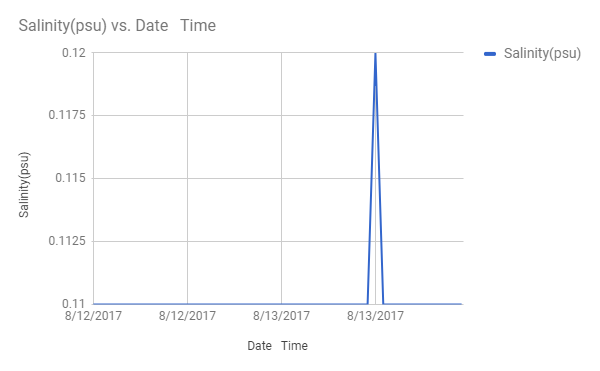 Salinity(psu) vs. Date   Time
Salinity(psu)
0.12
0.1175
0.115
0.1125
0.11
Salinity(psu)
8/12/2017 8/12/2017 8/13/2017 8/13/2017
Date   Time